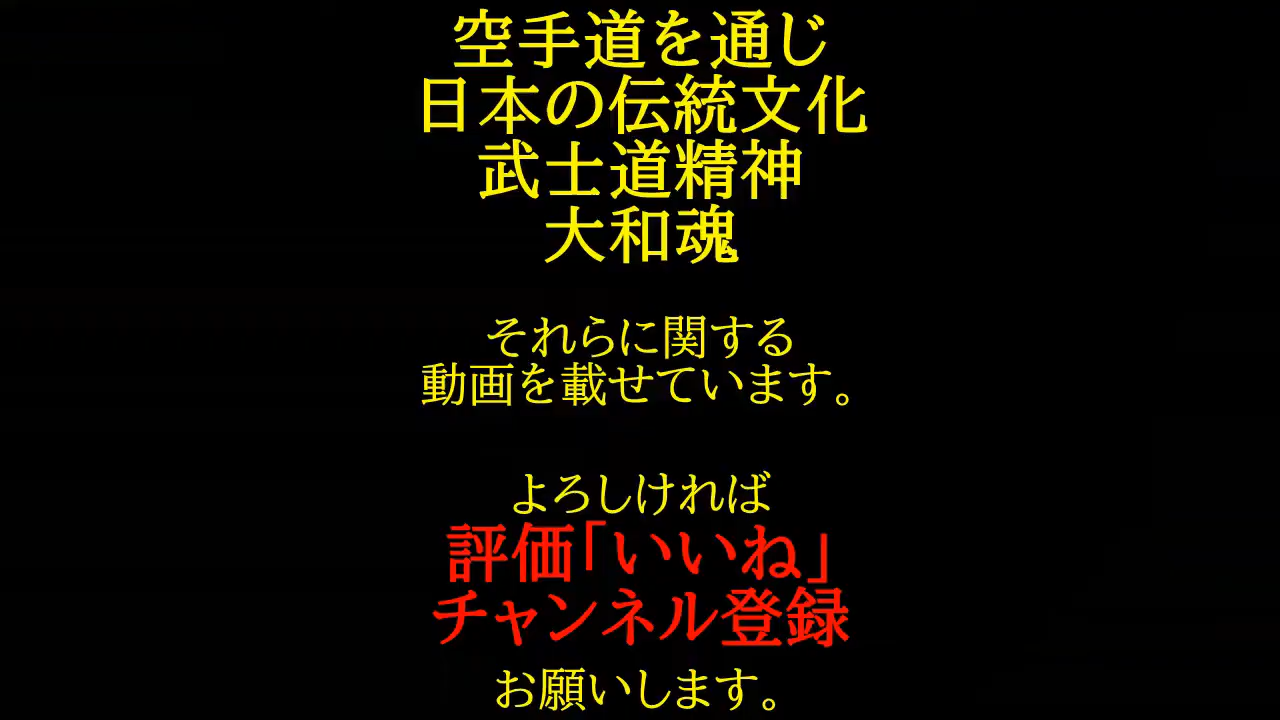 空手道を通じ
日本の伝統文化
武士道精神
大和魂
それらに関する
動画を載せています。
よろしければ
評価「いいね」
チャンネル登録
お願いします。